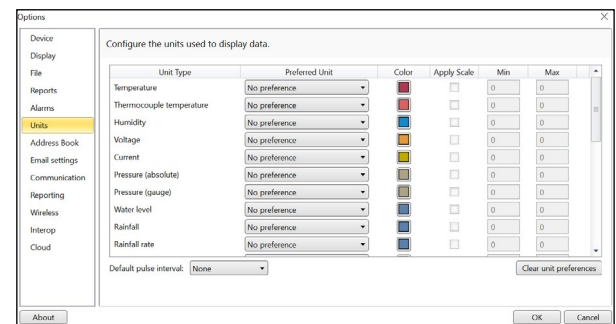 Options
Device
Display
File
Reports
Alarms
Units
Address Book
Email settings
Communication
Reporting
Wireless
Interop
Cloud
Configure the units used to display data.
Unit Type Preferred Unit Color Apply Scale Min Max
Temperature No preference 0 0
Thermocouple temperature No preference 0 0
Humidity No preference 0 0
Voltage No preference 0 0
Current No preference 0 0
Pressure (absolute) No preference 0 0
Pressure (gauge) No preference 0 0
Water level No preference 0 0
Rainfall No preference 0 0
Rainfall rate No preference 0 0
Default pulse interval: None Clear unit preferences
About OK Cancel